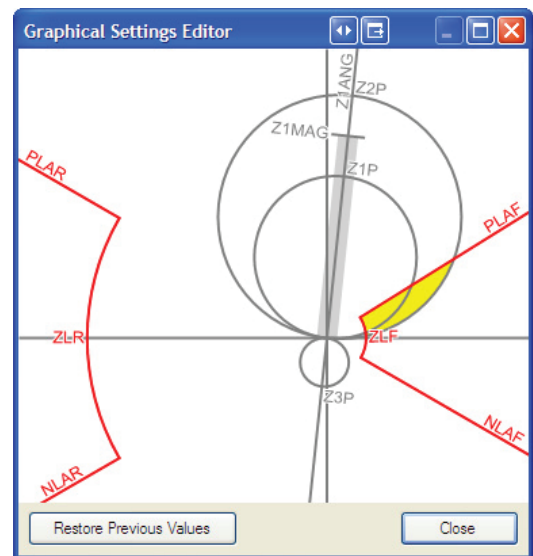 Graphical Settings Editor
Z1ANG
Z2P
Z1MAG
Z1P
PLAR
PLAF
ZLR
ZLF
Z3P
NLAR
NLAF
Restore Previous Values
Close